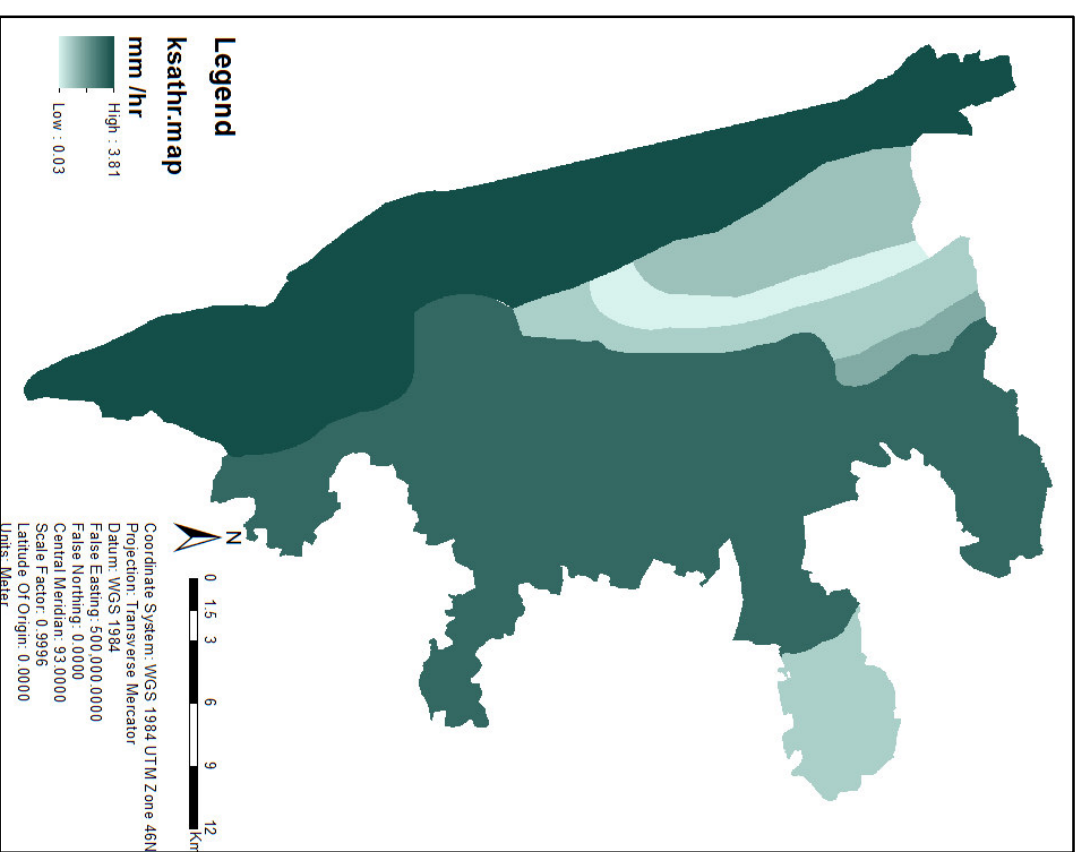 Legend
ksathr.map
mm /hr
High : 3.81
Low : 0.03
N
0 1.5 3 6 9 12
Km
Coordinate System: WGS 1984 UTM Zone 46N
Projection: Transverse Mercator
Datum: WGS 1984
False Easting: 500,000.0000
False Northing: 0.0000
Central Meridian: 93.0000
Scale Factor: 0.9996
Latitude Of Origin: 0.0000
Units: Meter